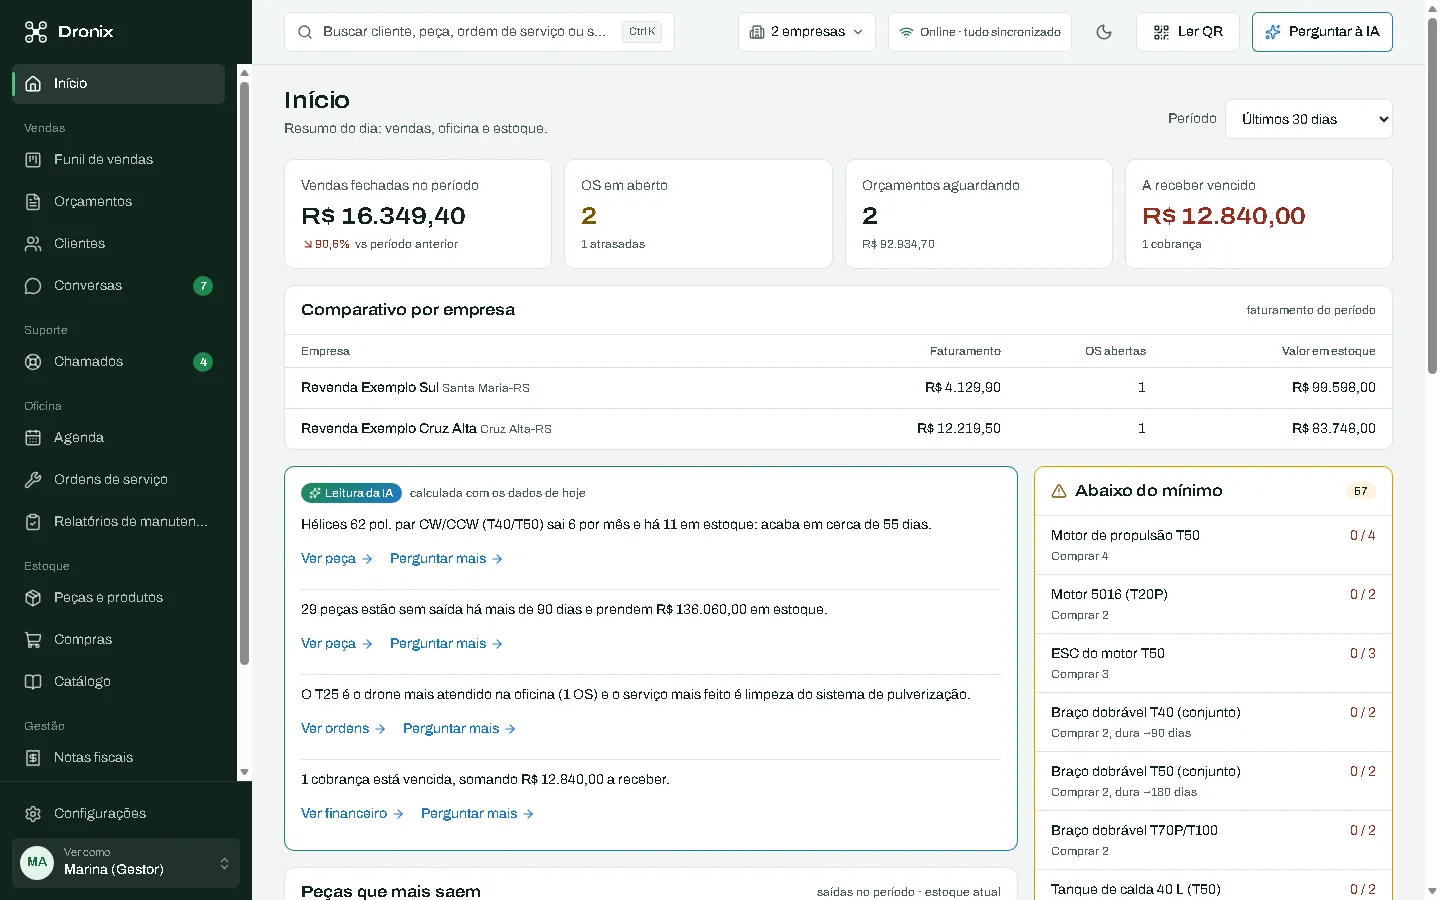 Dronix
Buscar cliente, peça, ordem de serviço ou s...
Ctrl K
2 empresas
Online · tudo sincronizado
Ler QR
Perguntar à IA
Início
Vendas
Funil de vendas
Orçamentos
Clientes
Conversas
7
Suporte
Chamados
4
Oficina
Agenda
Ordens de serviço
Relatórios de manuten...
Estoque
Peças e produtos
Compras
Catálogo
Gestão
Notas fiscais
Configurações
MA
Ver como
Marina (Gestor)
Início
Resumo do dia: vendas, oficina e estoque.
Período
Últimos 30 dias
Vendas fechadas no período
R$ 16.349,40
90,6% vs período anterior
OS em aberto
2
1 atrasadas
Orçamentos aguardando
2
R$ 92.934,70
A receber vencido
R$ 12.840,00
1 cobrança
Comparativo por empresa
faturamento do período
Empresa Faturamento OS abertas Valor em estoque
Revenda Exemplo Sul Santa Maria-RS R$ 4.129,90 1 R$ 99.598,00
Revenda Exemplo Cruz Alta Cruz Alta-RS R$ 12.219,50 1 R$ 83.748,00
Leitura da IA calculada com os dados de hoje
Hélices 62 pol. par CW/CCW (T40/T50) sai 6 por mês e há 11 em estoque: acaba em cerca de 55 dias.
Ver peça → Perguntar mais →
29 peças estão sem saída há mais de 90 dias e prendem R$ 136.060,00 em estoque.
Ver peça → Perguntar mais →
O T25 é o drone mais atendido na oficina (1 OS) e o serviço mais feito é limpeza do sistema de pulverização.
Ver ordens → Perguntar mais →
1 cobrança está vencida, somando R$ 12.840,00 a receber.
Ver financeiro → Perguntar mais →
Peças que mais saem
saídas no período · estoque atual
Abaixo do mínimo
67
Motor de propulsão T50 0 / 4
Comprar 4
Motor 5016 (T20P) 0 / 2
Comprar 2
ESC do motor T50 0 / 3
Comprar 3
Braço dobrável T40 (conjunto) 0 / 2
Comprar 2, dura ~90 dias
Braço dobrável T50 (conjunto) 0 / 2
Comprar 2, dura ~180 dias
Braço dobrável T70P/T100 0 / 2
Comprar 2
Tanque de calda 40 L (T50) 0 / 2